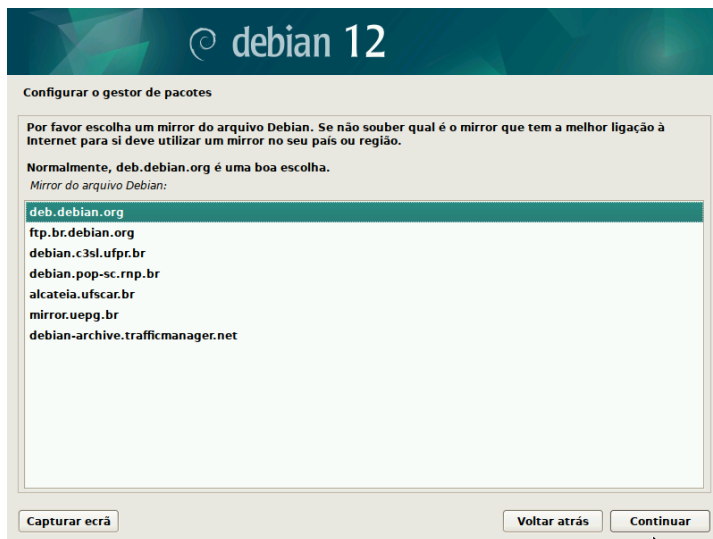 debian 12
Configurar o gestor de pacotes
Por favor escolha um mirror do arquivo Debian. Se não souber qual é o mirror que tem a melhor ligação à
Internet para si deve utilizar um mirror no seu país ou região.
Normalmente, deb.debian.org é uma boa escolha.
Mirror do arquivo Debian:
deb.debian.org
ftp.br.debian.org
debian.c3sl.ufpr.br
debian.pop-sc.rnp.br
alcateia.ufscar.br
mirror.uepg.br
debian-archive.trafficmanager.net
Capturar ecrã
Voltar atrás
Continuar